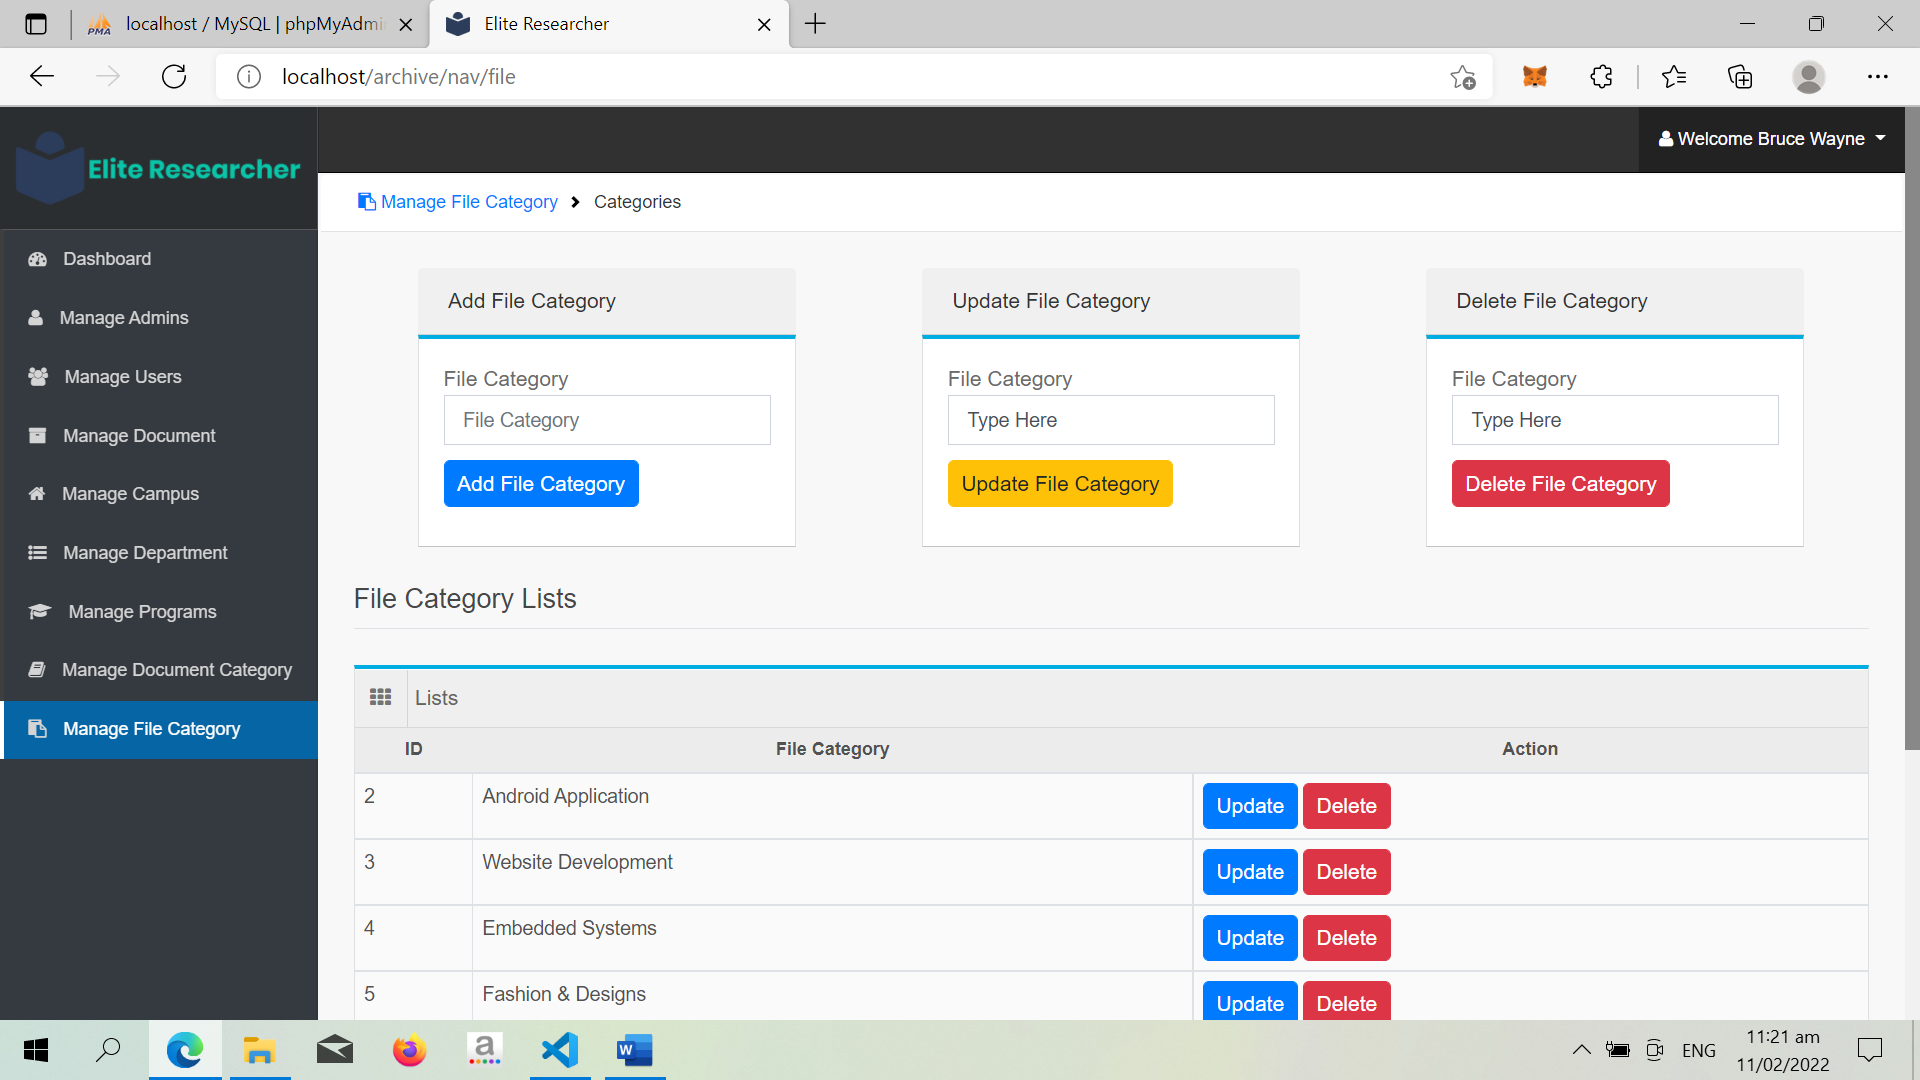 localhost / MySQL | phpMyAdmi
Elite Researcher
localhost/archive/nav/file
Elite Researcher
Welcome Bruce Wayne
Manage File Category
Categories
Dashboard
Manage Admins
Manage Users
Manage Document
Manage Campus
Manage Department
Manage Programs
Manage Document Category
Manage File Category
Add File Category
File Category
File Category
Add File Category
Update File Category
File Category
Type Here
Update File Category
Delete File Category
File Category
Type Here
Delete File Category
File Category Lists
Lists
ID File Category Action
2 Android Application Update Delete
3 Website Development Update Delete
4 Embedded Systems Update Delete
5 Fashion & Designs Update Delete
ENG
11:21 am
11/02/2022
PMA
a
W